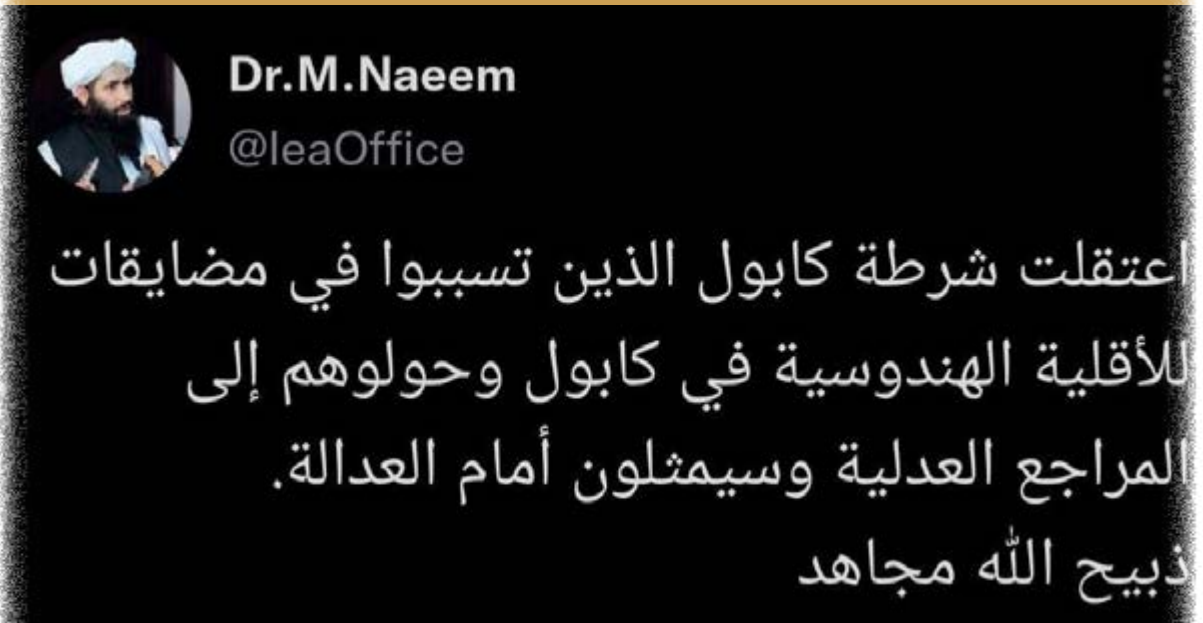 Dr.M.Naeem
@IeaOffice
اعتقلت شرطة كابول الذين تسببوا في مضايقات
للأقلية الهندوسية في كابول وحولوهم إلى
المراجع العدلية وسيمثلون أمام العدالة.
ذبيح الله مجاهد